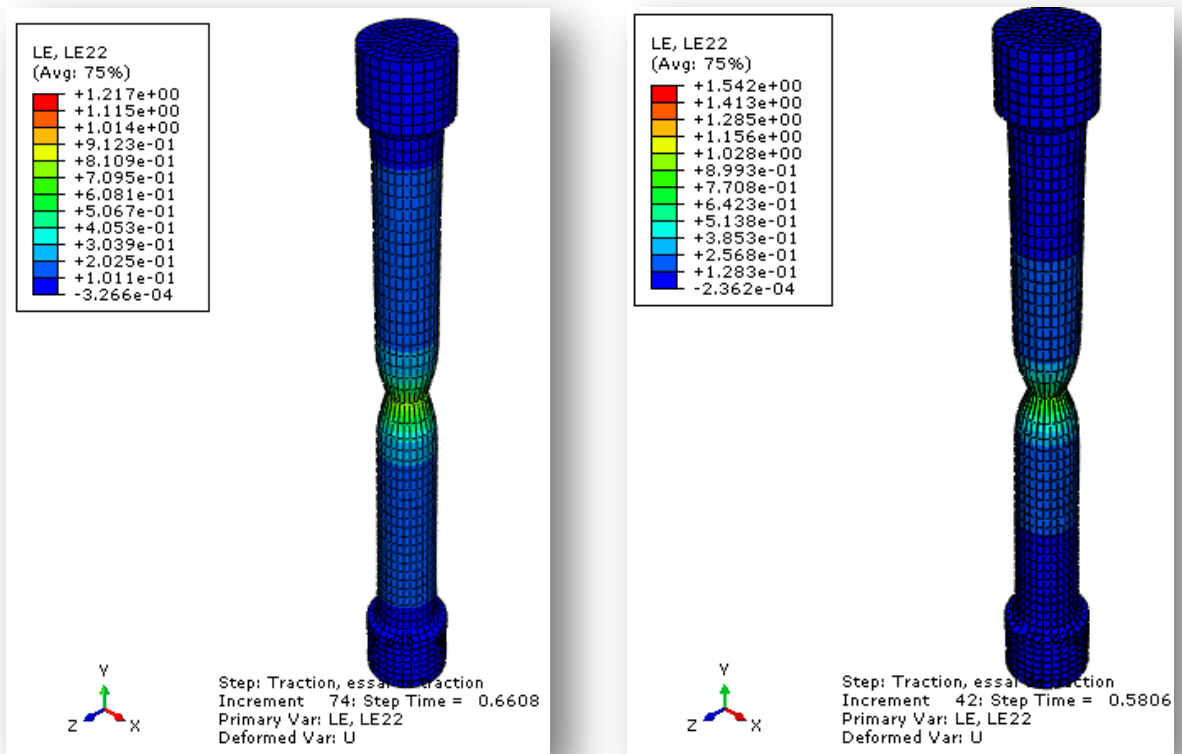 LE, LE22
(Avg: 75%)
+1.217e+00
+1.115e+00
+1.014e+00
+9.123e-01
+8.109e-01
+7.095e-01
+6.081e-01
+5.067e-01
+4.053e-01
+3.039e-01
+2.025e-01
+1.011e-01
-3.266e-04
Y
Z
X
Step: Traction, essai de traction
Increment 74: Step Time = 0.6608
Primary Var: LE, LE22
Deformed Var: U
LE, LE22
(Avg: 75%)
+1.542e+00
+1.413e+00
+1.285e+00
+1.156e+00
+1.028e+00
+8.993e-01
+7.708e-01
+6.423e-01
+5.138e-01
+3.853e-01
+2.568e-01
+1.283e-01
-2.362e-04
Y
Z
X
Step: Traction, essai de traction
Increment 42: Step Time = 0.5806
Primary Var: LE, LE22
Deformed Var: U